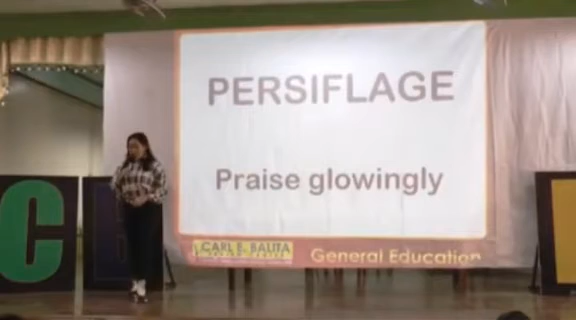 PERSIFLAGE
Praise glowingly
CARL E. BALITA
General Education
C